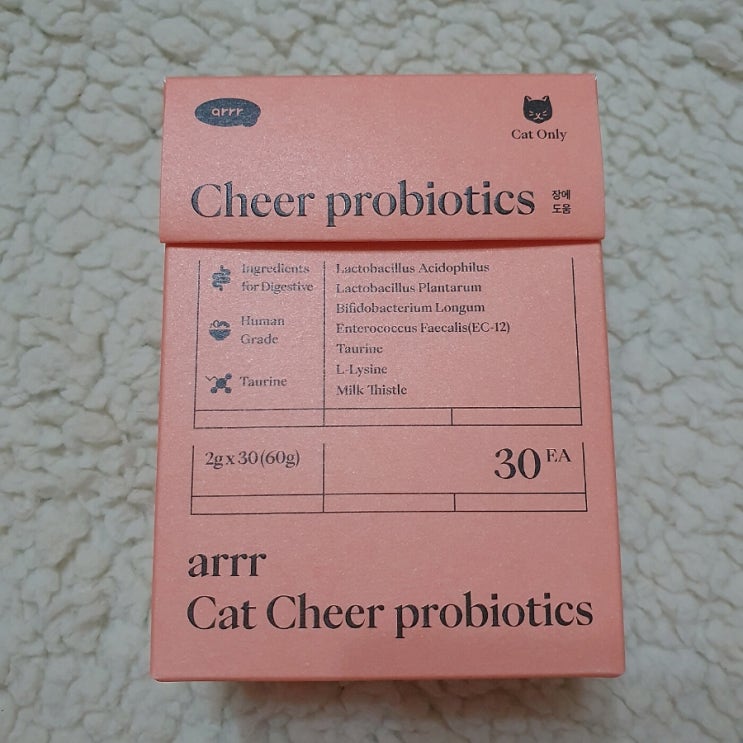 arrr
Cat Only
Cheer probiotics
장에
도움
Ingredients
for Digestive
Human
Grade
Taurine
Lactobacillus Acidophilus
Lactobacillus Plantarum
Bifidobacterium Longum
Enterococcus Faecalis(EC-12)
Taurine
L-Lysine
Milk Thistle
2g x 30(60g)
30 EA
arrr
Cat Cheer probiotics